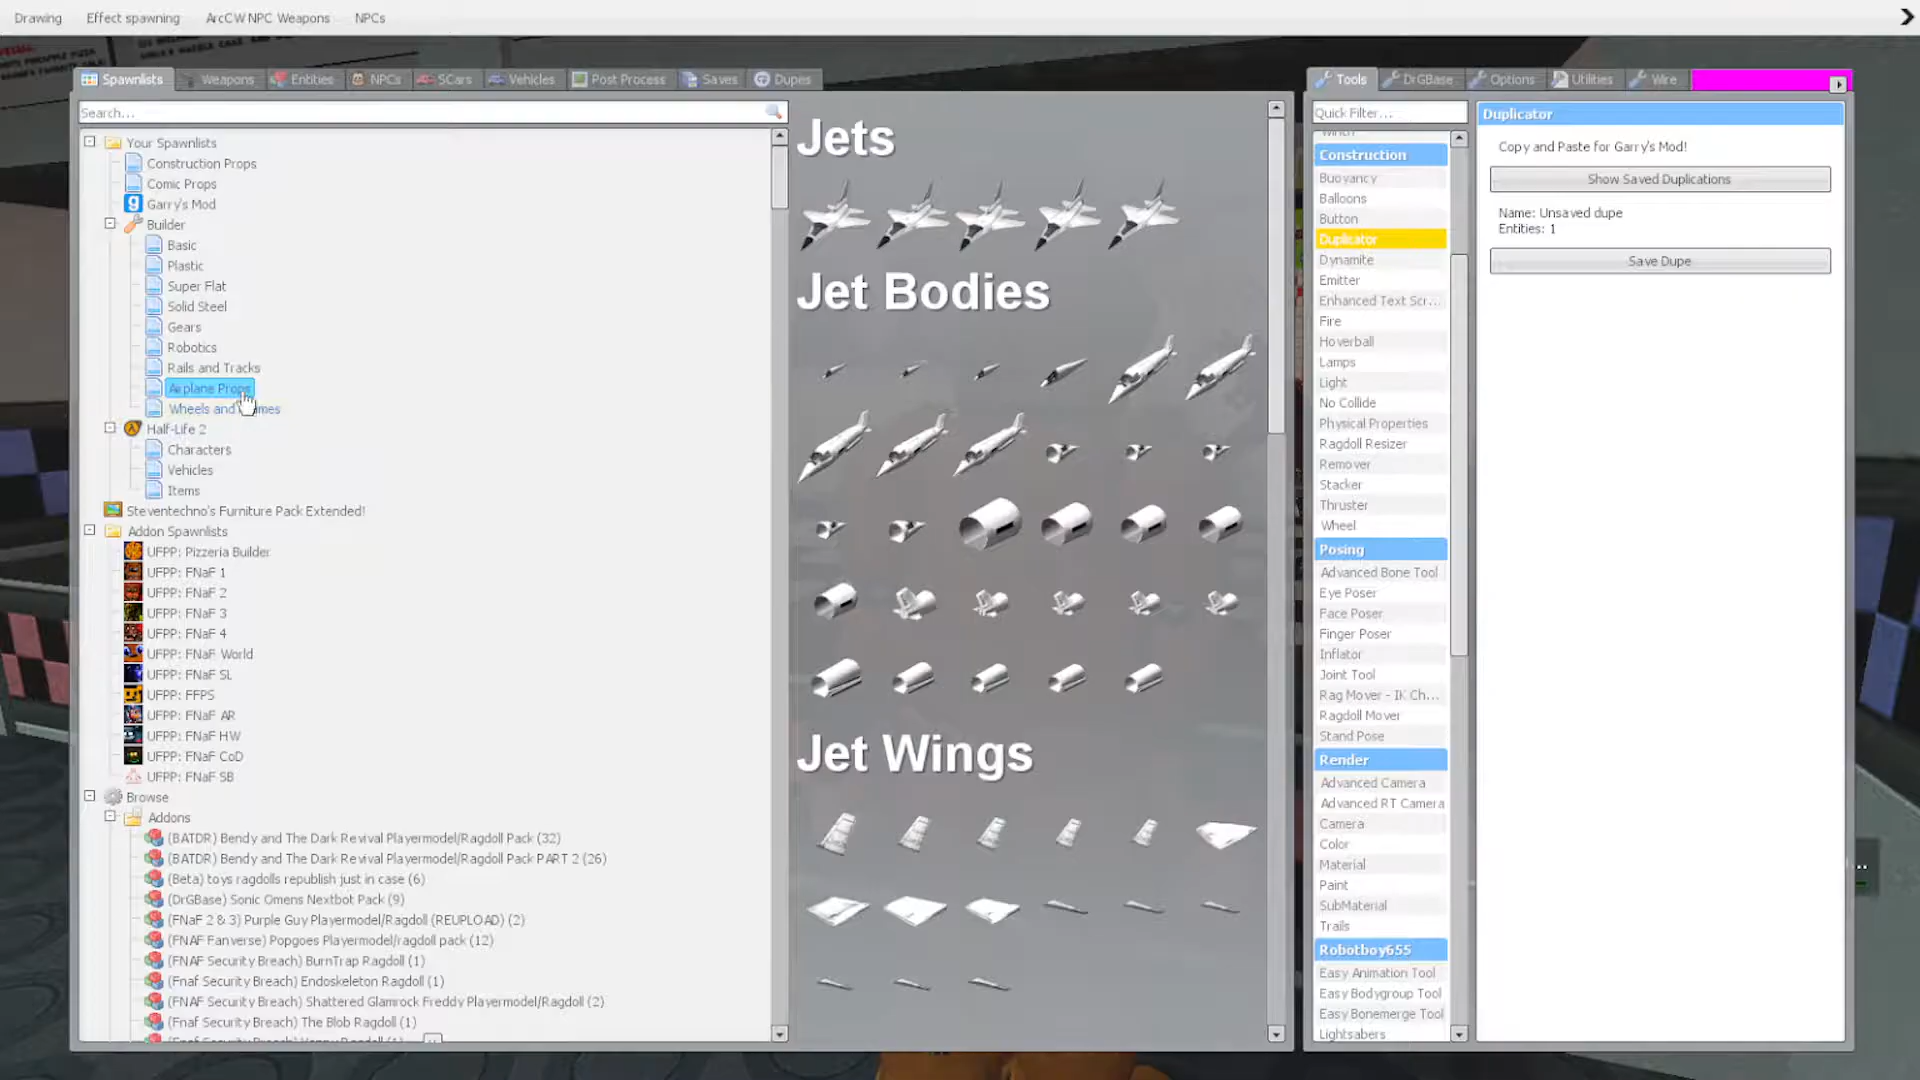 Drawing
Effect spawning
ArcCW NPC Weapons
NPCs
Spawnlists
Weapons
Entities
NPCs
SCars
Vehicles
Post Process
Saves
Dupes
Search...
Your Spawnlists
Construction Props
Comic Props
Garry's Mod
Builder
Basic
Plastic
Super Flat
Solid Steel
Gears
Robotics
Rails and Tracks
Airplane Props
Wheels and
Half-Life 2
Characters
Vehicles
Items
Steventechno's Furniture Pack Extended!
Addon Spawnlists
UFPP: Pizzeria Builder
UFPP: FNaF 1
UFPP: FNaF 2
UFPP: FNaF 3
UFPP: FNaF 4
UFPP: FNaF World
UFPP: FNaF SL
UFPP: FFPS
UFPP: FNaF AR
UFPP: FNaF HW
UFPP: FNaF CoD
UFPP: FNaF SB
Browse
Addons
(BATDR) Bendy and The Dark Revival Playermodel/Ragdoll Pack (32)
(BATDR) Bendy and The Dark Revival Playermodel/Ragdoll Pack PART 2 (26)
(Beta) toys ragdolls republish just in case (6)
(DrGBase) Sonic Omens Nextbot Pack (9)
(FNaF 2 & 3) Purple Guy Playermodel/Ragdoll (REUPLOAD) (2)
(FNAF Fanverse) Popgoes Playermodel/ragdoll pack (12)
(FNAF Security Breach) BurnTrap Ragdoll (1)
(Fnaf Security Breach) Endoskeleton Ragdoll (1)
(FNAF Security Breach) Shattered Glamrock Freddy Playermodel/Ragdoll (2)
(Fnaf Security Breach) The Blob Ragdoll (1)
Jets
Jet Bodies
Jet Wings
Tools
DrGBase
Options
Utilities
Wire
Quick Filter...
Winch
Construction
Buoyancy
Balloons
Button
Duplicator
Dynamite
Emitter
Enhanced Text Scr...
Fire
Hoverball
Lamps
Light
No Collide
Physical Properties
Ragdoll Resizer
Remover
Stacker
Thruster
Wheel
Posing
Advanced Bone Tool
Eye Poser
Face Poser
Finger Poser
Inflator
Joint Tool
Rag Mover - IK Ch...
Ragdoll Mover
Stand Pose
Render
Advanced Camera
Advanced RT Camera
Camera
Color
Material
Paint
SubMaterial
Trails
Robotboy655
Easy Animation Tool
Easy Bodygroup Tool
Easy Bonemerge Tool
Lightsabers
Duplicator
Copy and Paste for Garry's Mod!
Show Saved Duplications
Name: Unsaved dupe
Entities: 1
Save Dupe